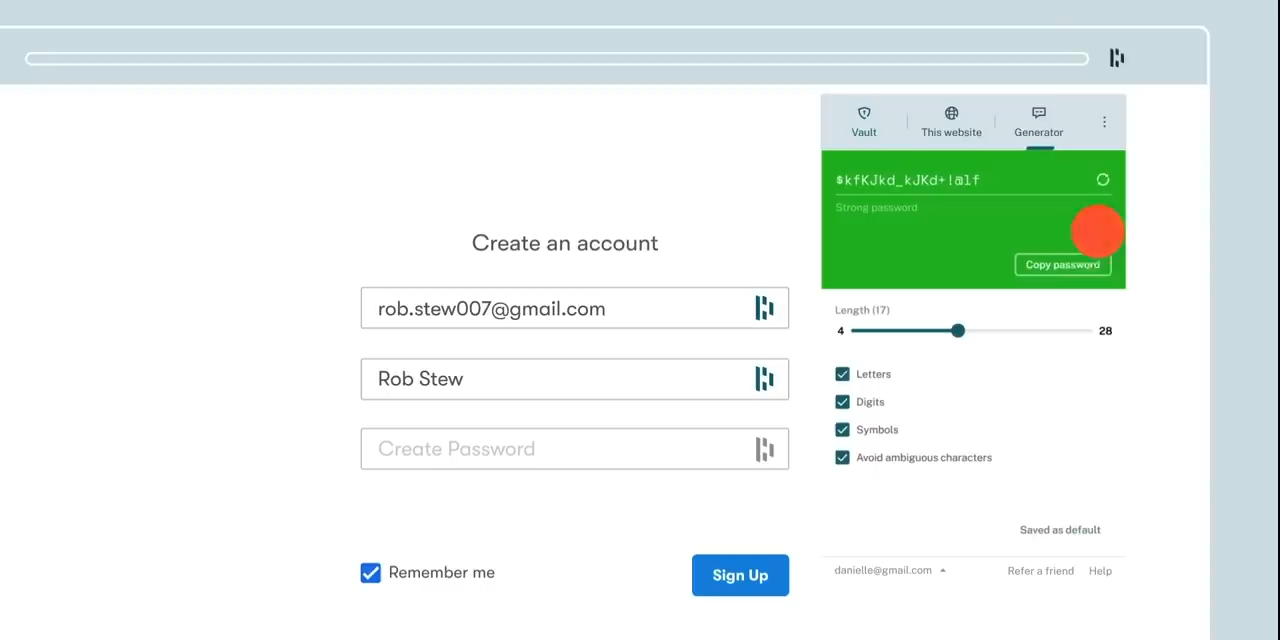 Vault
This website
Generator
$kfKJkd_kJKd+!@lf
Strong password
Copy password
Create an account
rob.stew007@gmail.com
Rob Stew
Create Password
Remember me
Sign Up
Length (17)
4
28
Letters
Digits
Symbols
Avoid ambiguous characters
Saved as default
danielle@gmail.com
Refer a friend
Help